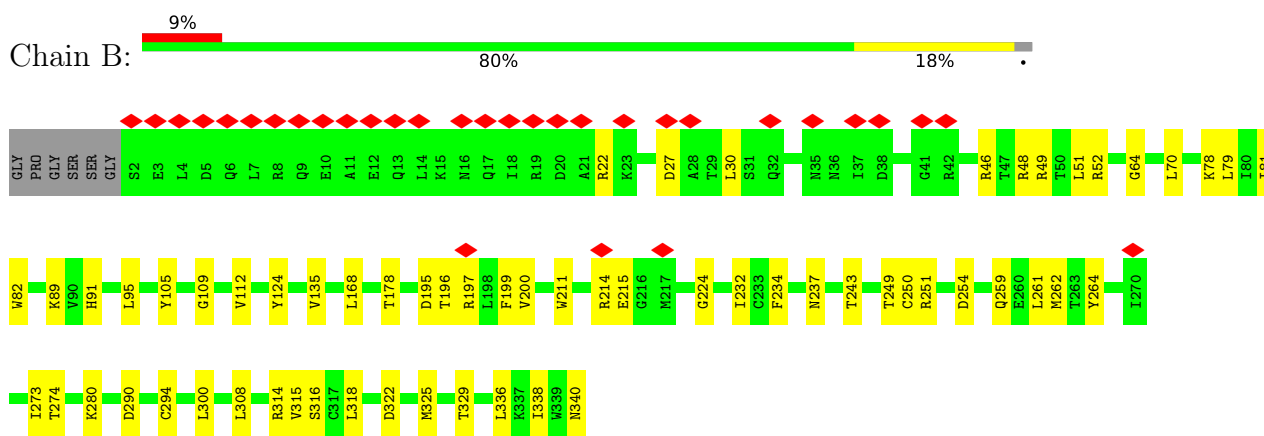 9%
Chain B:
80% 18% •
GLY PRO GLY SER SER GLY S2 E3 L4 D5 Q6 L7 R8 Q9 E10 A11 E12 Q13 L14 K15 N16 Q17 I18 R19 D20 A21 R22 K23 D27 A28 T29 L30 S31 Q32 N35 N36 I37 D38 G41 R42 R46 T47 R48 R49 T50 L51 R52 G64 L70 K78 L79 I80 I81
W82 K89 V90 H91 L95 Y105 G109 V112 Y124 V135 L168 T178 D195 T196 R197 L198 F199 V200 W211 R214 E215 G216 M217 G224 I232 C233 F234 N237 T243 T249 C250 R251 D254 Q259 E260 L261 M262 T263 Y264 I270
I273 T274 K280 D290 C294 L300 L308 R314 V315 S316 C317 L318 D322 M325 T329 L336 K337 I338 W339 N340